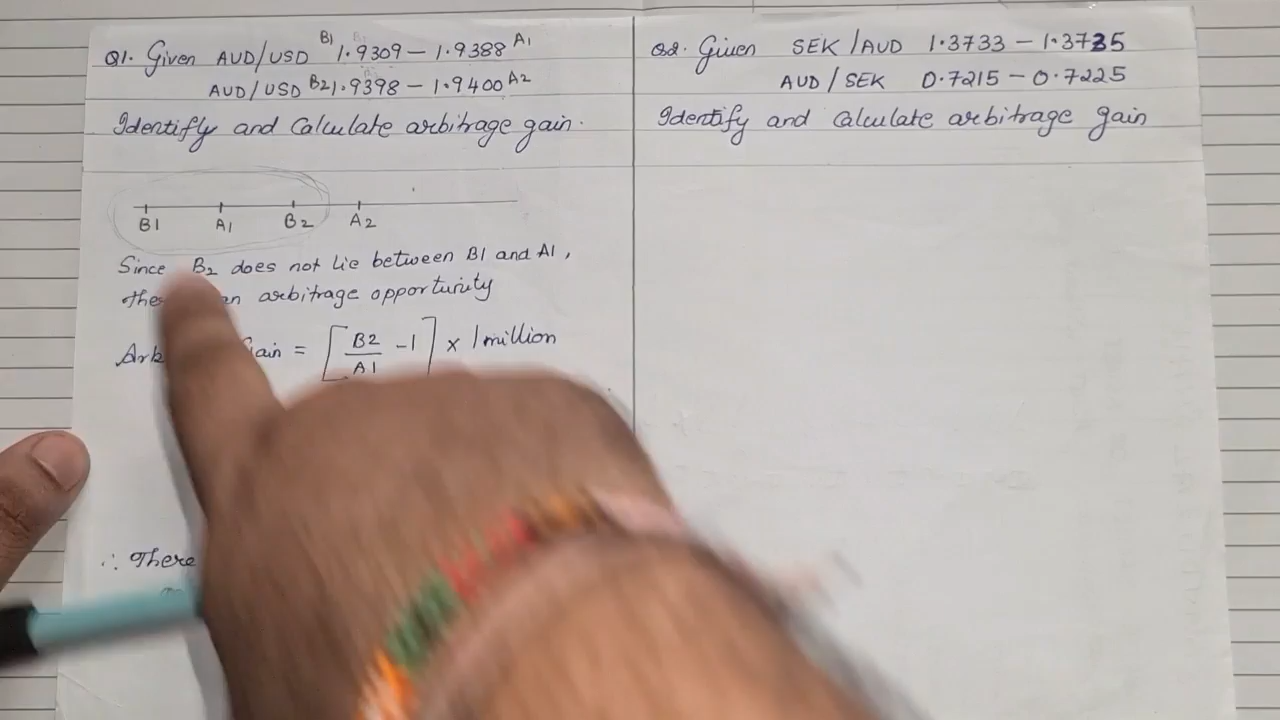 Q1. Given AUD/USD B1 1.9309 - 1.9388 A1
AUD/USD B2 1.9398 - 1.9400 A2
Identifly and Calculate arbitrage gain.
B1 A1 B2 A2
Since B2 does not lie between B1 and A1,
an arbitrage opportunity
= [B2/A1 - 1] × 1 million
∴ There
Q2. Given SEK/AUD 1.3733 - 1.3735
AUD/SEK 0.7215 - 0.7225
Identify and calculate arbitrage gain